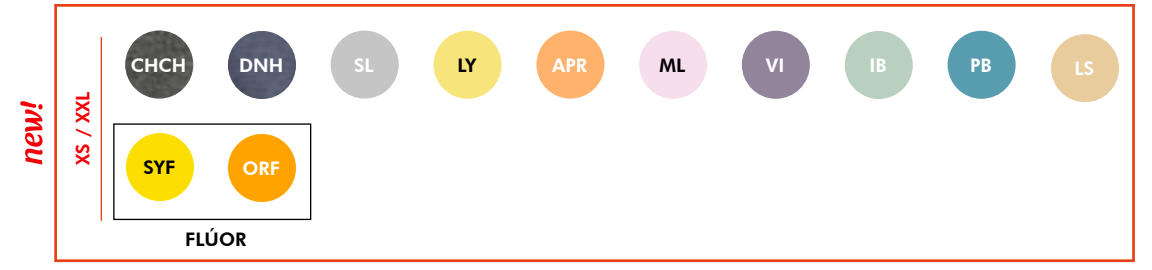 new!
XS / XXL
CHCH DNH SL LY APR ML VI IB PB LS
SYF ORF
FLÚOR